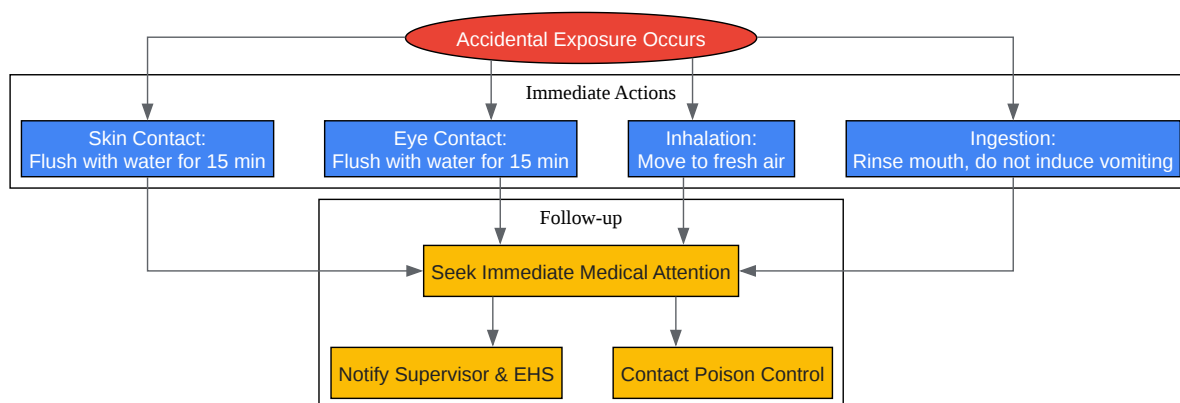 Accidental Exposure Occurs
Immediate Actions
Skin Contact:
Flush with water for 15 min
Eye Contact:
Flush with water for 15 min
Inhalation:
Move to fresh air
Ingestion:
Rinse mouth, do not induce vomiting
Follow-up
Seek Immediate Medical Attention
Notify Supervisor & EHS
Contact Poison Control